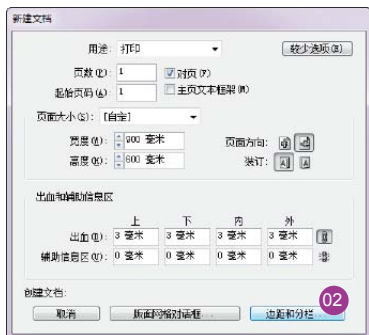 新建文档
用途: 打印 较少选项(R)
页数(P): 1 对页(F)
起始页码(A): 1 主页文本框架(M)
页面大小(S): [自定]
宽度(W): 900 毫米 页面方向:
高度(H): 600 毫米 装订:
出血和辅助信息区
上 下 内 外
出血(D): 3 毫米 3 毫米 3 毫米 3 毫米
辅助信息区(U): 0 毫米 0 毫米 0 毫米 0 毫米
创建文档: 02
取消 版面网格对话框... 边距和分栏...